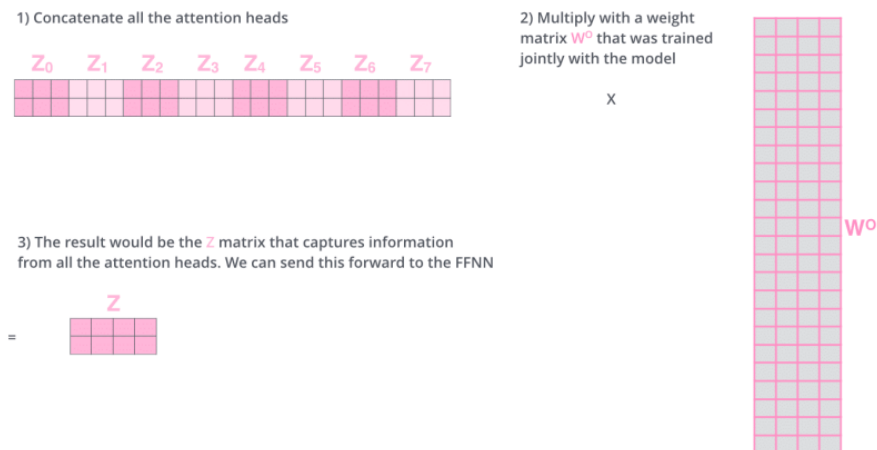 1) Concatenate all the attention heads
Z0 Z1 Z2 Z3 Z4 Z5 Z6 Z7
2) Multiply with a weight
matrix WO that was trained
jointly with the model
X
WO
3) The result would be the Z matrix that captures information
from all the attention heads. We can send this forward to the FFNN
Z
=